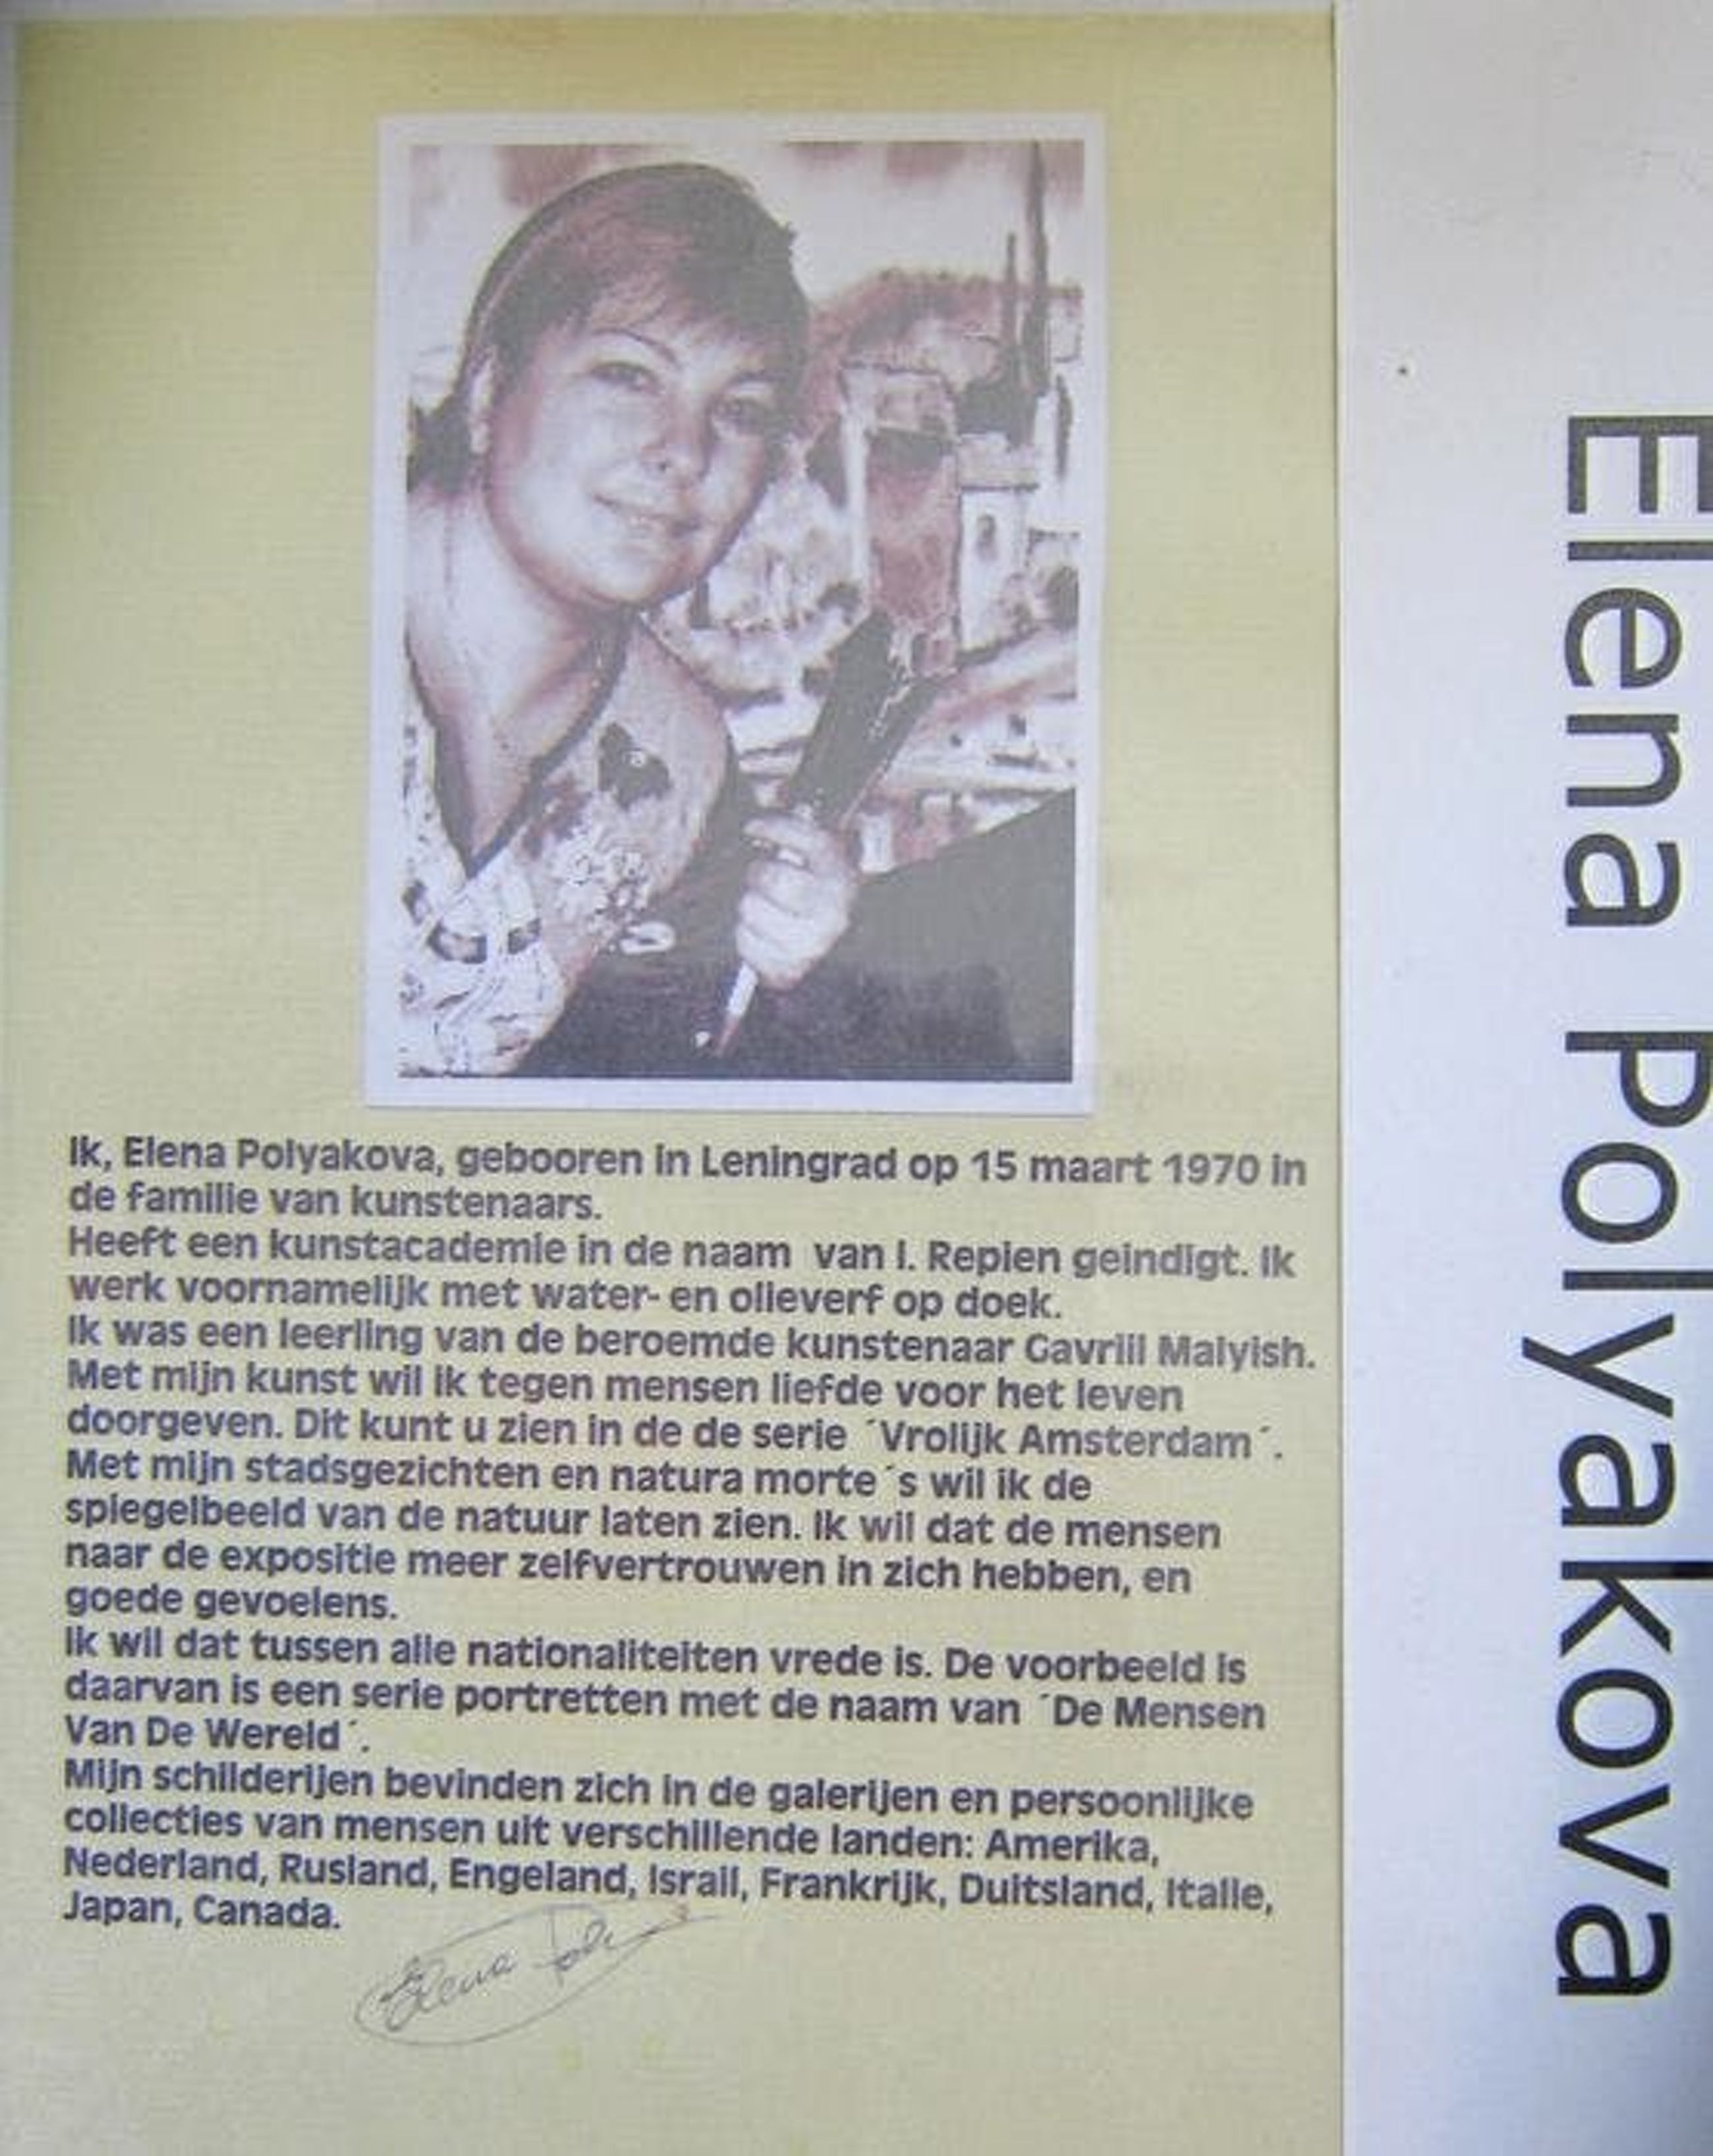 Ik, Elena Polyakova, gebooren in Leningrad op 15 maart 1970 in
de familie van kunstenaars.
Heeft een kunstacademie in de naam van I. Repien geindigt. Ik
werk voornamelijk met water- en olieverf op doek.
Ik was een leerling van de beroemde kunstenaar Gavriil Malyish.
Met mijn kunst wil ik tegen mensen liefde voor het leven
doorgeven. Dit kunt u zien in de de serie ´Vrolijk Amsterdam´.
Met mijn stadsgezichten en natura morte´s wil ik de
spiegelbeeld van de natuur laten zien. Ik wil dat de mensen
naar de expositie meer zelfvertrouwen in zich hebben, en
goede gevoelens.
Ik wil dat tussen alle nationaliteiten vrede is. De voorbeeld is
daarvan is een serie portretten met de naam van ´De Mensen
Van De Wereld´.
Mijn schilderijen bevinden zich in de galerijen en persoonlijke
collecties van mensen uit verschillende landen: Amerika,
Nederland, Rusland, Engeland, Israil, Frankrijk, Duitsland, Italie,
Japan, Canada.
Elena
Elena Polyakova